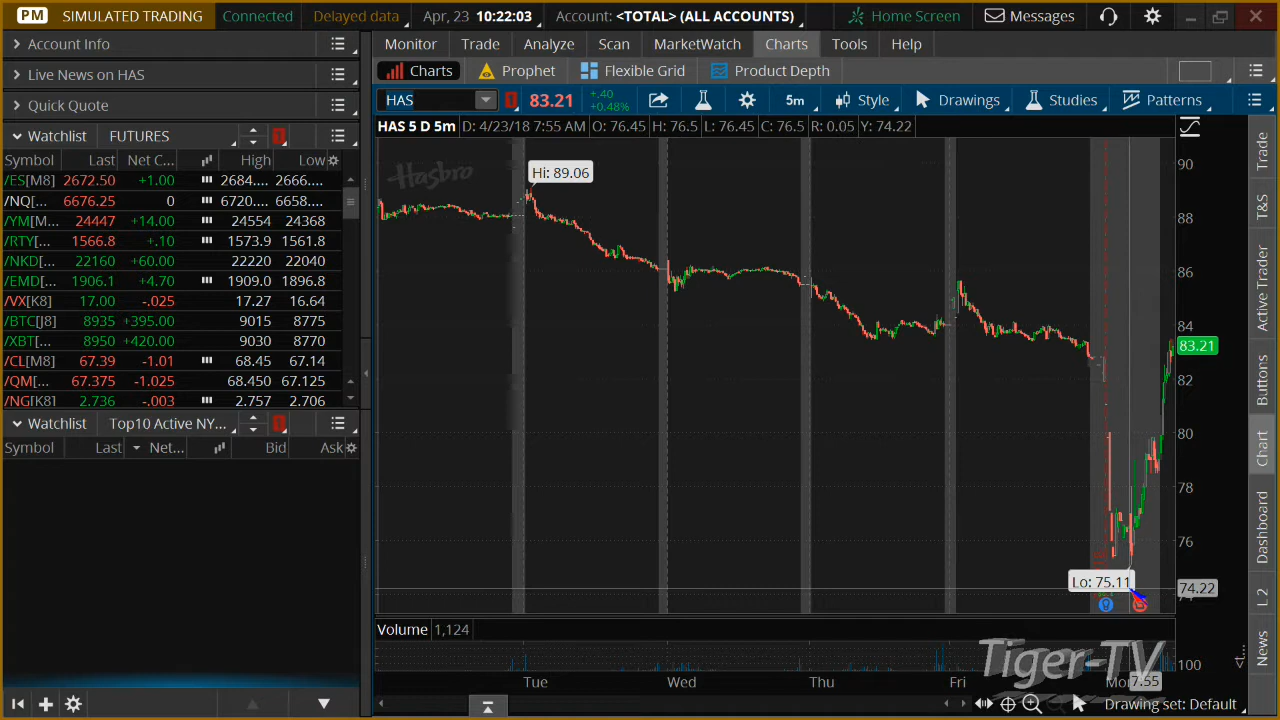 PM SIMULATED TRADING Connected Delayed data Apr, 23 10:22:03 Account: <TOTAL> (ALL ACCOUNTS) Home Screen Messages
Account Info
Live News on HAS
Quick Quote
Watchlist FUTURES 1
Symbol Last Net C... High Low
/ES[M8] 2672.50 +1.00 2684.... 2666....
/NQ[... 6676.25 0 6720.... 6658....
/YM[M... 24447 +14.00 24554 24368
/RTY[... 1566.8 +.10 1573.9 1561.8
/NKD[... 22160 +60.00 22220 22040
/EMD[... 1906.1 +4.70 1909.0 1896.8
/VX[K8] 17.00 -.025 17.27 16.64
/BTC[J8] 8935 +395.00 9015 8775
/XBT[... 8950 +420.00 9030 8770
/CL[M8] 67.39 -1.01 68.45 67.14
/QM[... 67.375 -1.025 68.450 67.125
/NG[K8] 2.736 -.003 2.757 2.706
Watchlist Top10 Active NY... 1
Symbol Last Net... Bid Ask
Monitor Trade Analyze Scan MarketWatch Charts Tools Help
Charts Prophet Flexible Grid Product Depth
HAS 1 83.21 +.40 +0.48% 5m Style Drawings Studies Patterns
HAS 5 D 5m D: 4/23/18 7:55 AM O: 76.45 H: 76.5 L: 76.45 C: 76.5 R: 0.05 Y: 74.22
Hasbro
Hi: 89.06
90
88
86
84
83.21
82
80
78
76
Lo: 75.11
74.22
Volume 1,124
Tiger-TV
100
Tue Wed Thu Fri Mon 7:55
Drawing set: Default
Trade
T&S
Active Trader
Buttons
Chart
Dashboard
L 2
News